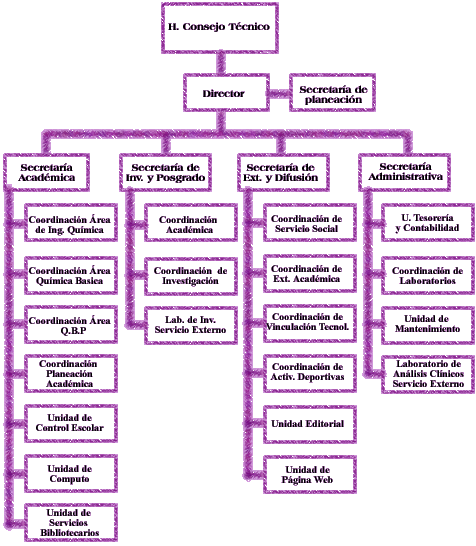 H. Consejo Técnico
Director
Secretaría de
planeación
Secretaría
Académica
Coordinación Área
de Ing. Química
Coordinación Área
Química Basica
Coordinación Área
Q.B.P
Coordinación
Planeación
Académica
Unidad de
Control Escolar
Unidad de
Computo
Unidad de
Servicios
Bibliotecarios
Secretaría de
Inv. y Posgrado
Coordinación
Académica
Coordinación de
Investigación
Lab. de Inv.
Servicio Externo
Secretaría de
Ext. y Difusión
Coordinación de
Servicio Social
Coordinación de
Ext. Académica
Coordinación de
Vinculación Tecnol.
Coordinación de
Activ. Deportivas
Unidad Editorial
Unidad de
Página Web
Secretaría
Administrativa
U. Tesorería
y Contabilidad
Coordinación de
Laboratorios
Unidad de
Mantenimiento
Laboratorio de
Análisis Clínicos
Servicio Externo